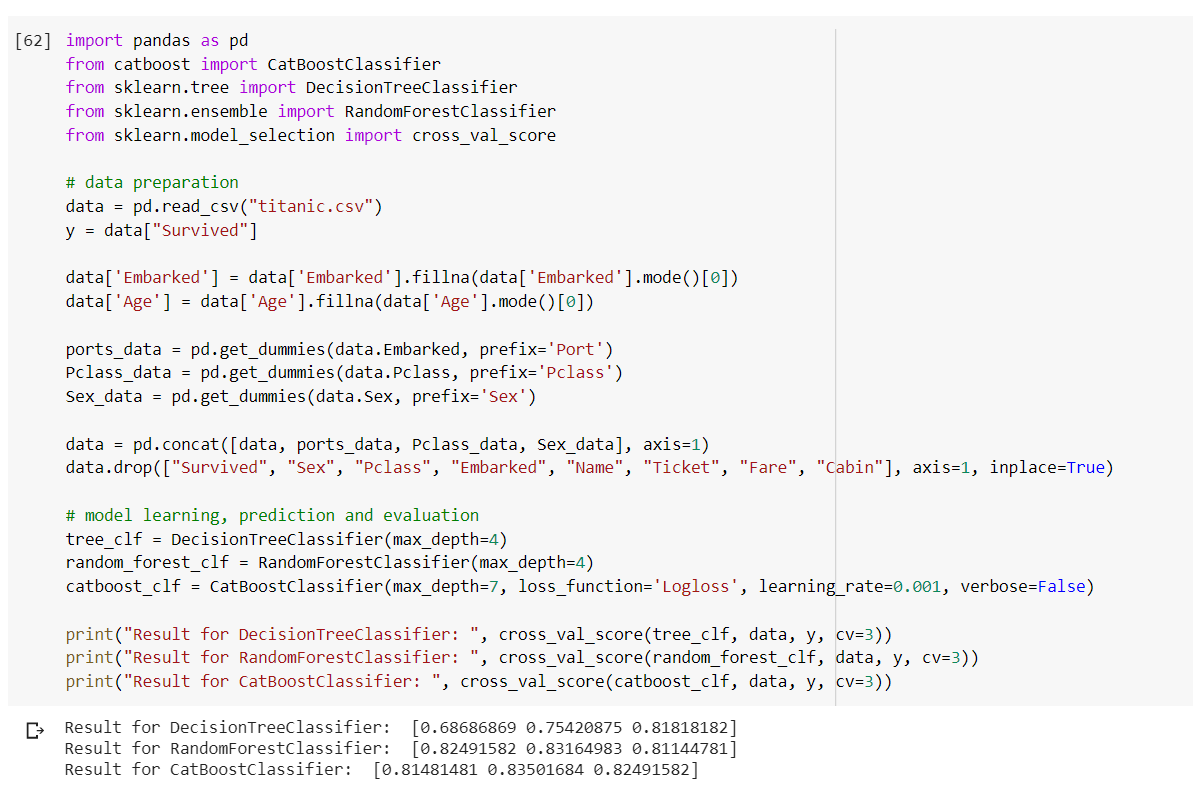 [62] import pandas as pd
from catboost import CatBoostClassifier
from sklearn.tree import DecisionTreeClassifier
from sklearn.ensemble import RandomForestClassifier
from sklearn.model_selection import cross_val_score
# data preparation
data = pd.read_csv("titanic.csv")
y = data["Survived"]
data['Embarked'] = data['Embarked'].fillna(data['Embarked'].mode()[0])
data['Age'] = data['Age'].fillna(data['Age'].mode()[0])
ports_data = pd.get_dummies(data.Embarked, prefix='Port')
Pclass_data = pd.get_dummies(data.Pclass, prefix='Pclass')
Sex_data = pd.get_dummies(data.Sex, prefix='Sex')
data = pd.concat([data, ports_data, Pclass_data, Sex_data], axis=1)
data.drop(["Survived", "Sex", "Pclass", "Embarked", "Name", "Ticket", "Fare", "Cabin"], axis=1, inplace=True)
# model learning, prediction and evaluation
tree_clf = DecisionTreeClassifier(max_depth=4)
random_forest_clf = RandomForestClassifier(max_depth=4)
catboost_clf = CatBoostClassifier(max_depth=7, loss_function='Logloss', learning_rate=0.001, verbose=False)
print("Result for DecisionTreeClassifier: ", cross_val_score(tree_clf, data, y, cv=3))
print("Result for RandomForestClassifier: ", cross_val_score(random_forest_clf, data, y, cv=3))
print("Result for CatBoostClassifier: ", cross_val_score(catboost_clf, data, y, cv=3))
Result for DecisionTreeClassifier:  [0.68686869 0.75420875 0.81818182]
Result for RandomForestClassifier:  [0.82491582 0.83164983 0.81144781]
Result for CatBoostClassifier:  [0.81481481 0.83501684 0.82491582]